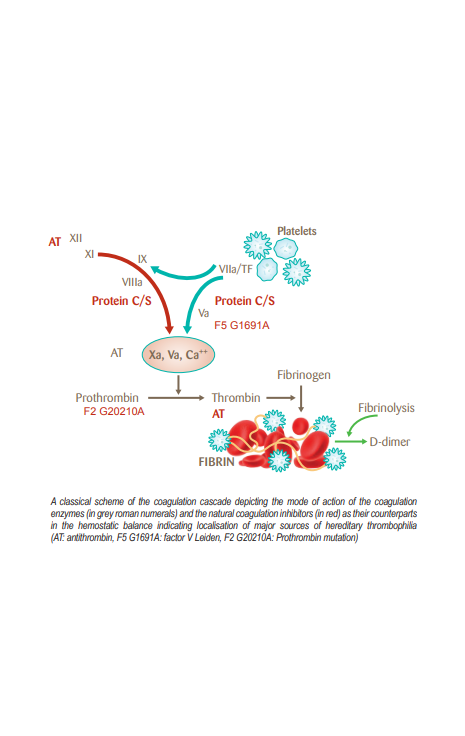 Platelets
AT XII
XI
IX
VIIa/TF
VIIIa
Protein C/S
Protein C/S
Va
F5 G1691A
AT
Xa, Va, Ca++
Fibrinogen
Prothrombin
Thrombin
F2 G20210A
AT
Fibrinolysis
D-dimer
FIBRIN
A classical scheme of the coagulation cascade depicting the mode of action of the coagulation
enzymes (in grey roman numerals) and the natural coagulation inhibitors (in red) as their counterparts
in the hemostatic balance indicating localisation of major sources of hereditary thrombophilia
(AT: antithrombin, F5 G1691A: factor V Leiden, F2 G20210A: Prothrombin mutation)